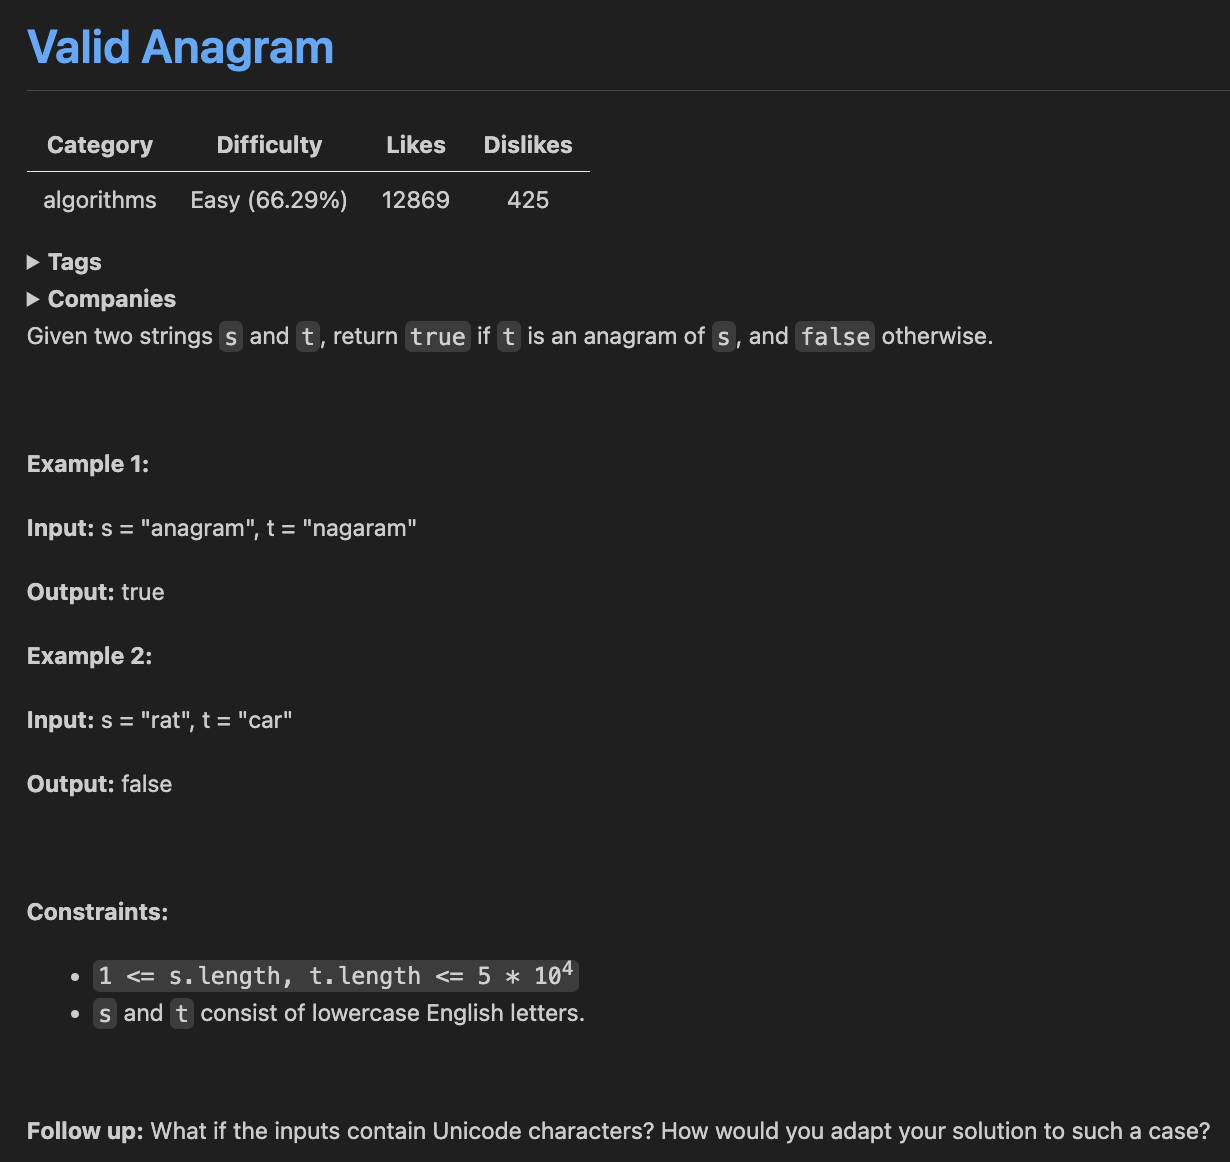 Valid Anagram
Category Difficulty Likes Dislikes
algorithms Easy (66.29%) 12869 425
▶ Tags
▶ Companies
Given two strings s and t, return true if t is an anagram of s, and false otherwise.
Example 1:
Input: s = "anagram", t = "nagaram"
Output: true
Example 2:
Input: s = "rat", t = "car"
Output: false
Constraints:
• 1 <= s.length, t.length <= 5 * 10⁴
• s and t consist of lowercase English letters.
Follow up: What if the inputs contain Unicode characters? How would you adapt your solution to such a case?